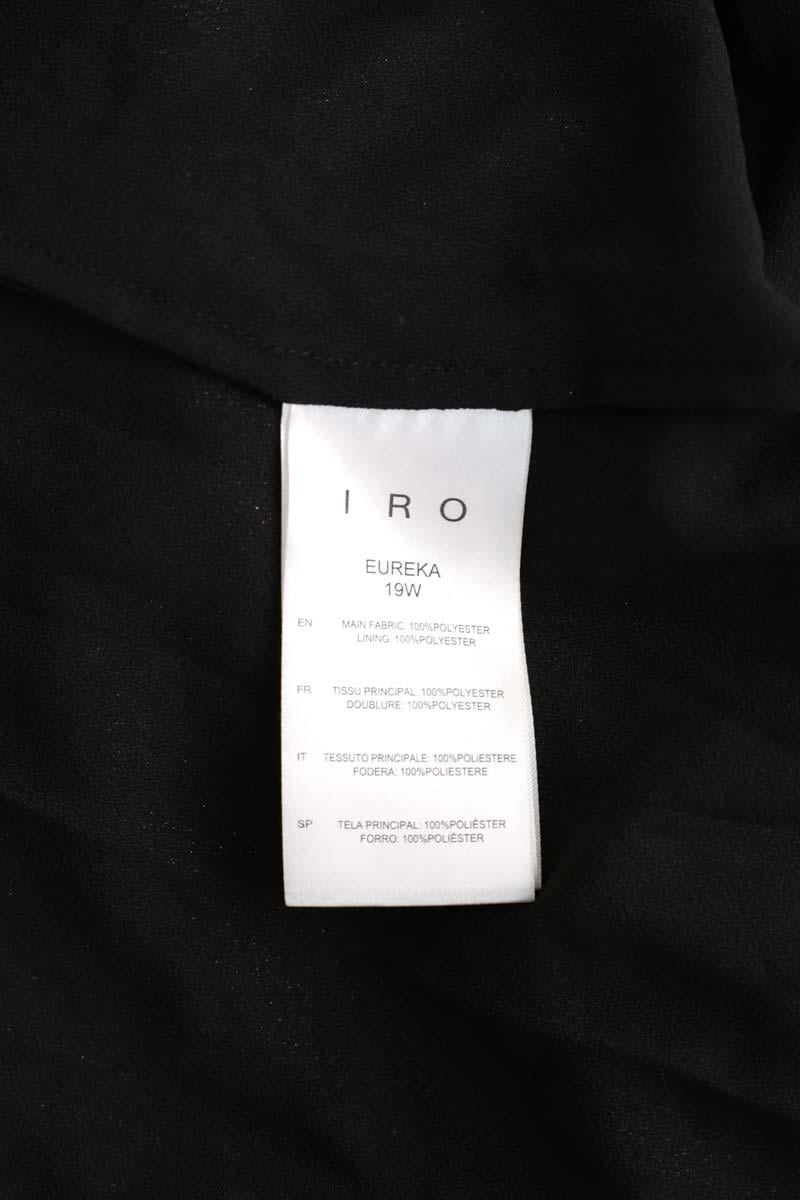 IRO
EUREKA
19W
EN MAIN FABRIC: 100%POLYESTER
LINING: 100%POLYESTER
FR TISSU PRINCIPAL: 100%POLYESTER
DOUBLURE: 100%POLYESTER
IT TESSUTO PRINCIPALE: 100%POLIESTERE
FODERA: 100%POLIESTERE
SP TELA PRINCIPAL: 100%POLIÉSTER
FORRO: 100%POLIÉSTER